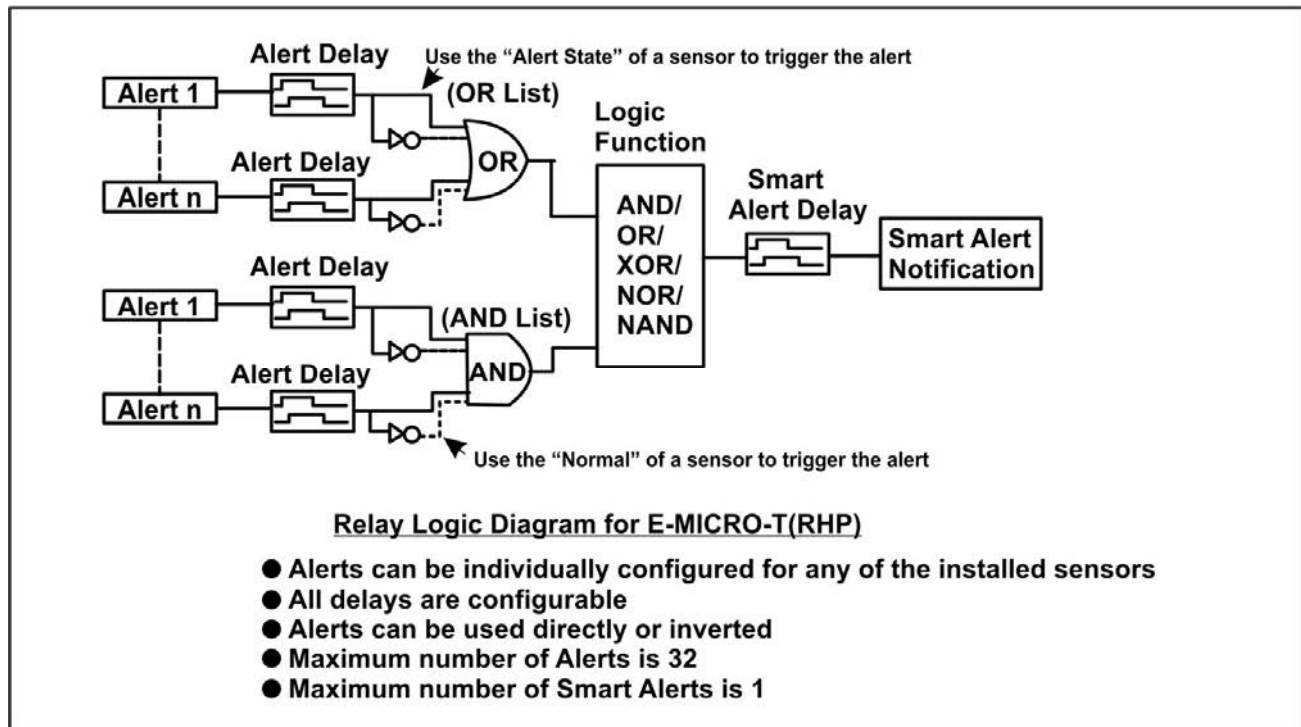 Alert Delay
Use the “Alert State” of a sensor to trigger the alert
Alert 1
(OR List)
Alert Delay
OR
Alert n
Logic
Function
AND/
OR/
XOR/
NOR/
NAND
Smart
Alert Delay
Smart Alert
Notification
Alert Delay
Alert 1
(AND List)
Alert Delay
AND
Alert n
Use the “Normal” of a sensor to trigger the alert
Relay Logic Diagram for E-MICRO-T(RHP)
● Alerts can be individually configured for any of the installed sensors
● All delays are configurable
● Alerts can be used directly or inverted
● Maximum number of Alerts is 32
● Maximum number of Smart Alerts is 1